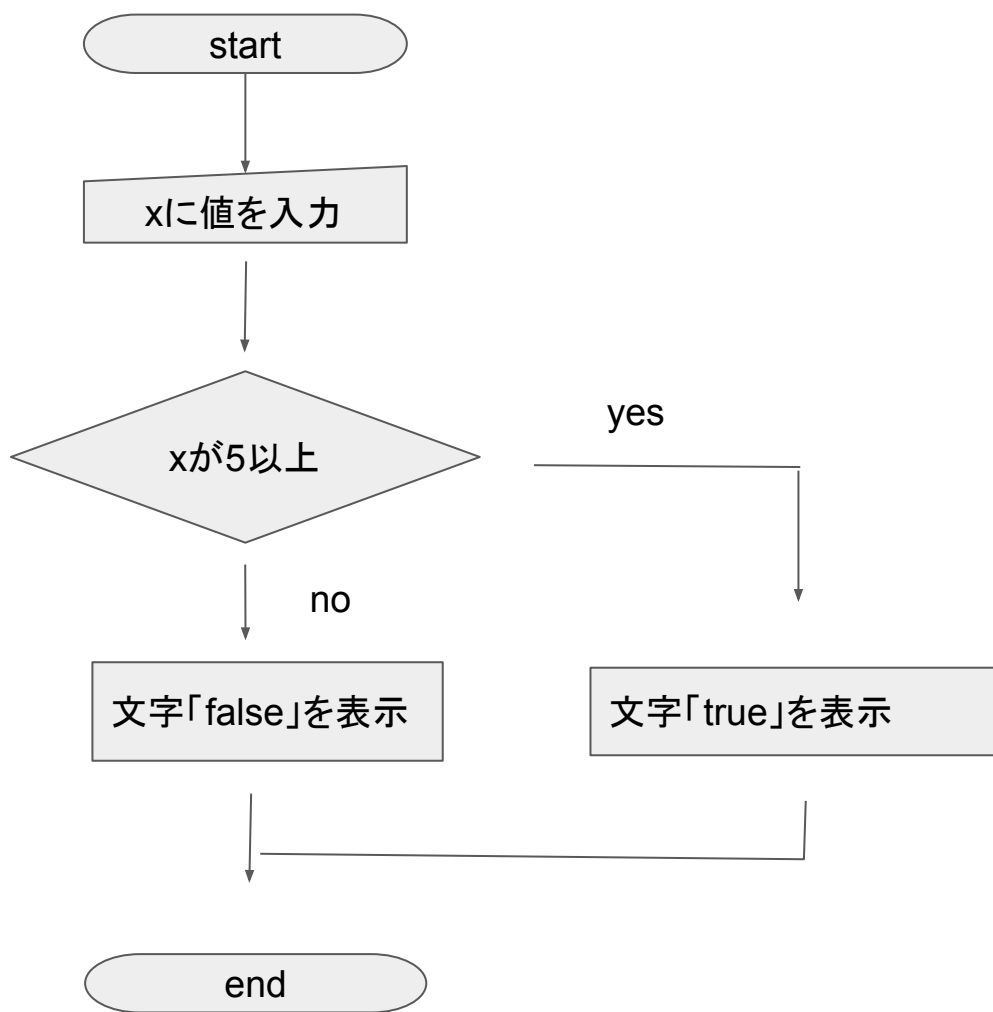 start
xに値を入力
xが5以上
yes
no
文字「false」を表示
文字「true」を表示
end